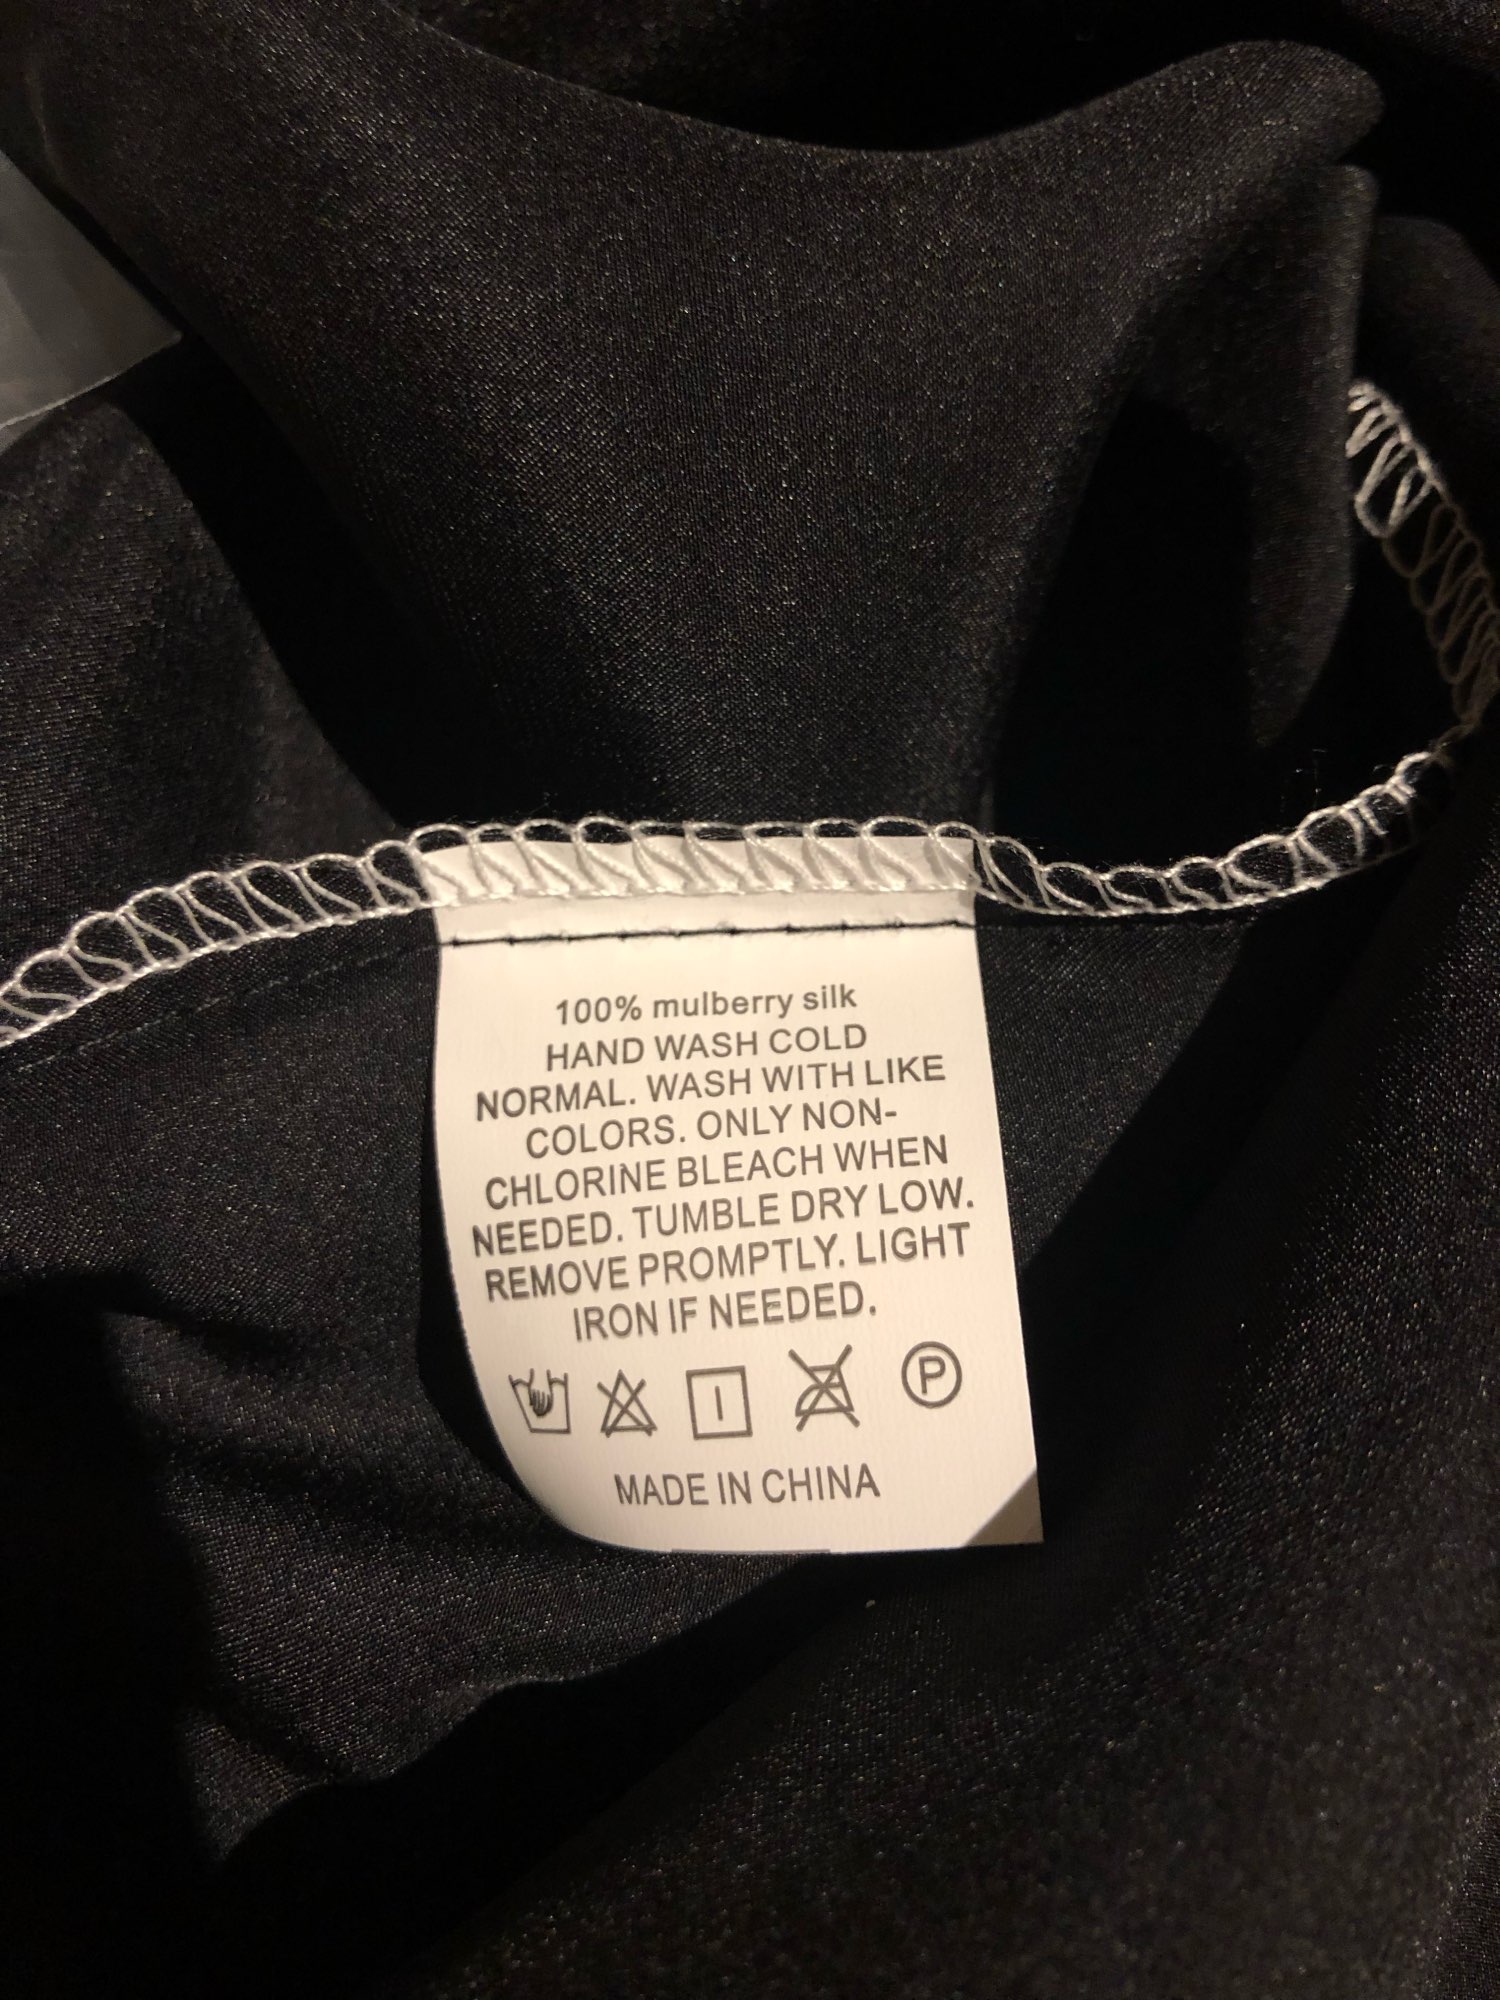 100% mulberry silk
HAND WASH COLD
NORMAL. WASH WITH LIKE
COLORS. ONLY NON-
CHLORINE BLEACH WHEN
NEEDED. TUMBLE DRY LOW.
REMOVE PROMPTLY. LIGHT
IRON IF NEEDED.
P
MADE IN CHINA